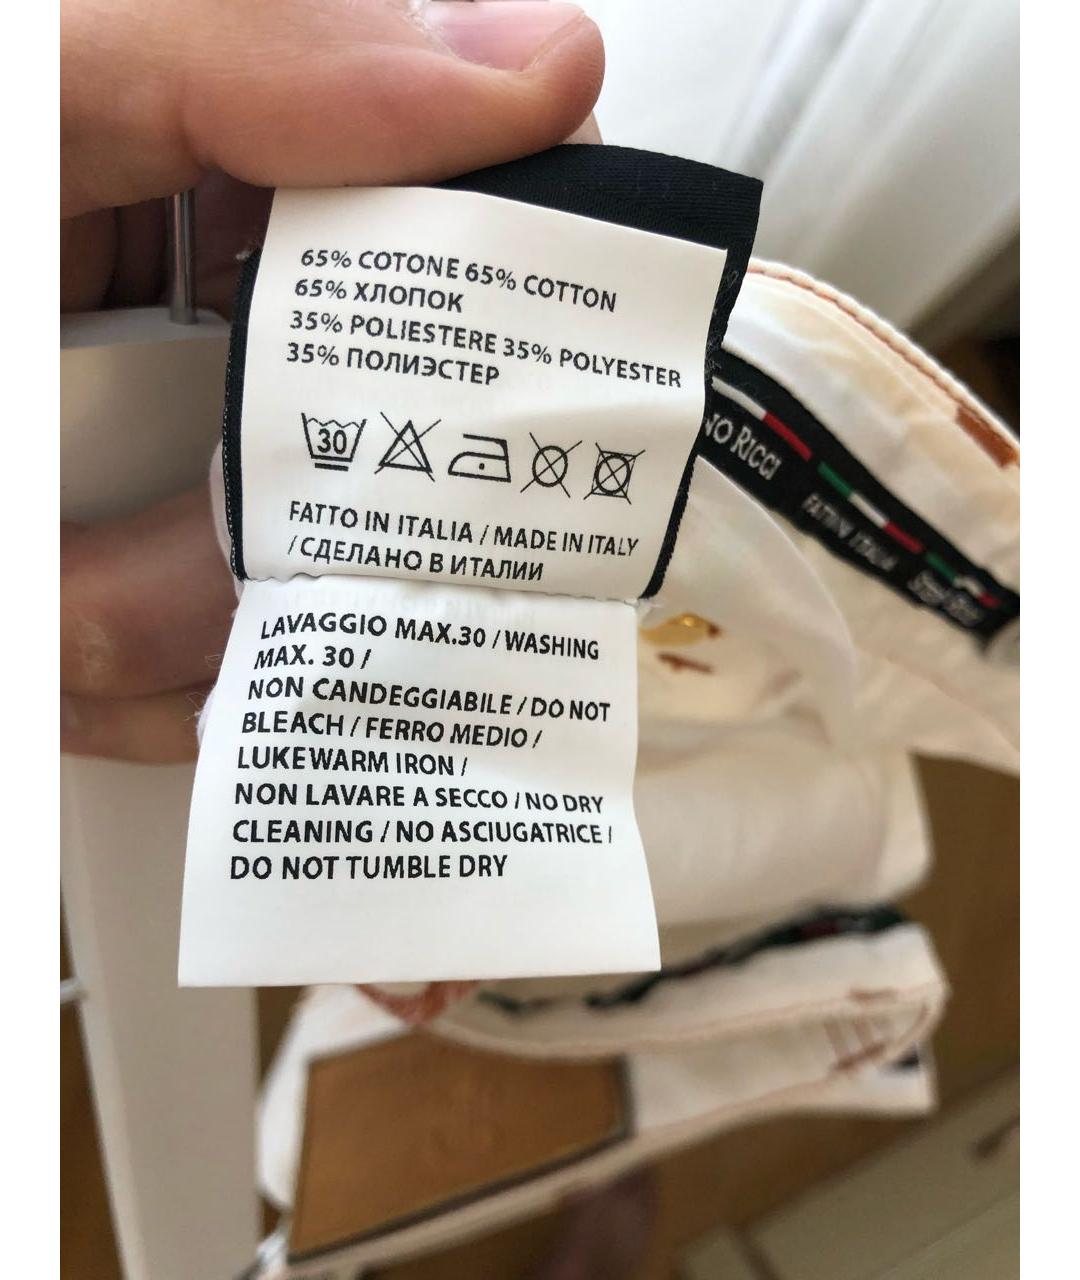 65% COTONE 65% COTTON
65% ХЛОПОК
35% POLIESTERE 35% POLYESTER
35% ПОЛИЭСТЕР
30
FATTO IN ITALIA / MADE IN ITALY
/ СДЕЛАНО В ИТАЛИИ
LAVAGGIO MAX.30 / WASHING
MAX. 30 /
NON CANDEGGIABILE / DO NOT
BLEACH / FERRO MEDIO /
LUKEWARM IRON /
NON LAVARE A SECCO / NO DRY
CLEANING / NO ASCIUGATRICE /
DO NOT TUMBLE DRY
RICCI
ITALIA